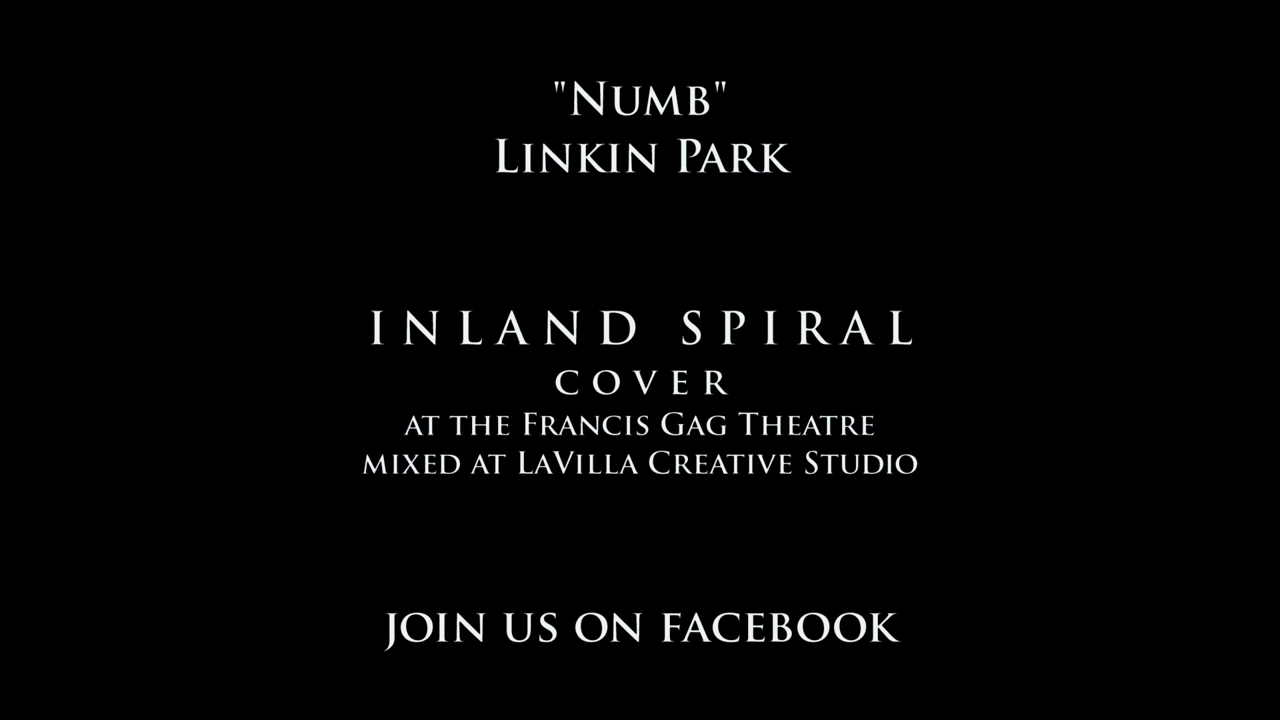 "Numb"
Linkin Park
INLAND SPIRAL
COVER
at the Francis Gag Theatre
mixed at LaVilla Creative Studio
JOIN US ON FACEBOOK